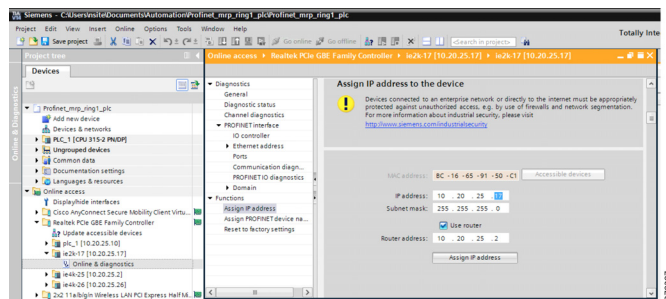 Siemens - C:\Users\nsite\Documents\Automation\Profinet_mrp_ring1_plc\Profinet_mrp_ring1_plc
Project Edit View Insert Online Options Tools Window Help
Totally Inte
Save project
Go online
Go offline
<Search in project>
Project tree
Online access ▸ Realtek PCIe GBE Family Controller ▸ ie2k-17 [10.20.25.17] ▸ ie2k-17 [10.20.25.17]
Devices
Online & Diagnostics
Profinet_mrp_ring1_plc
Add new device
Devices & networks
PLC_1 [CPU 315-2 PN/DP]
Ungrouped devices
Common data
Documentation settings
Languages & resources
Online access
Display/hide interfaces
Cisco AnyConnect Secure Mobility Client Virtu...
Realtek PCIe GBE Family Controller
Update accessible devices
plc_1 [10.20.25.10]
ie2k-17 [10.20.25.17]
Online & diagnostics
ie4k-25 [10.20.25.2]
ie4k-26 [10.20.25.26]
2x2 11a/b/g/n Wireless LAN PCI Express Half Mi...
Diagnostics
General
Diagnostic status
Channel diagnostics
PROFINET interface
IO controller
Ethernet address
Ports
Communication diagn...
PROFINET IO diagnostics
Domain
Functions
Assign IP address
Assign PROFINET device na...
Reset to factory settings
Assign IP address to the device
Devices connected to an enterprise network or directly to the internet must be appropriately
protected against unauthorized access, e.g. by use of firewalls and network segmentation.
For more information about industrial security, please visit
http://www.siemens.com/industrialsecurity
MAC address: BC -16 -65 -91 -50 -C1 Accessible devices
IP address: 10 . 20 . 25 . 17
Subnet mask: 255 . 255 . 255 . 0
Use router
Router address: 10 . 20 . 25 . 2
Assign IP address